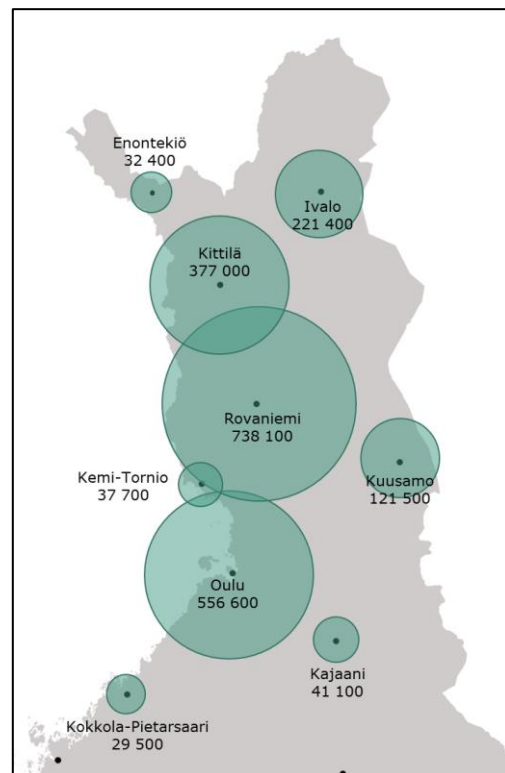 Enontekiö
32 400
Ivalo
221 400
Kittilä
377 000
Rovaniemi
738 100
Kemi-Tornio
37 700
Kuusamo
121 500
Oulu
556 600
Kajaani
41 100
Kokkola-Pietarsaari
29 500